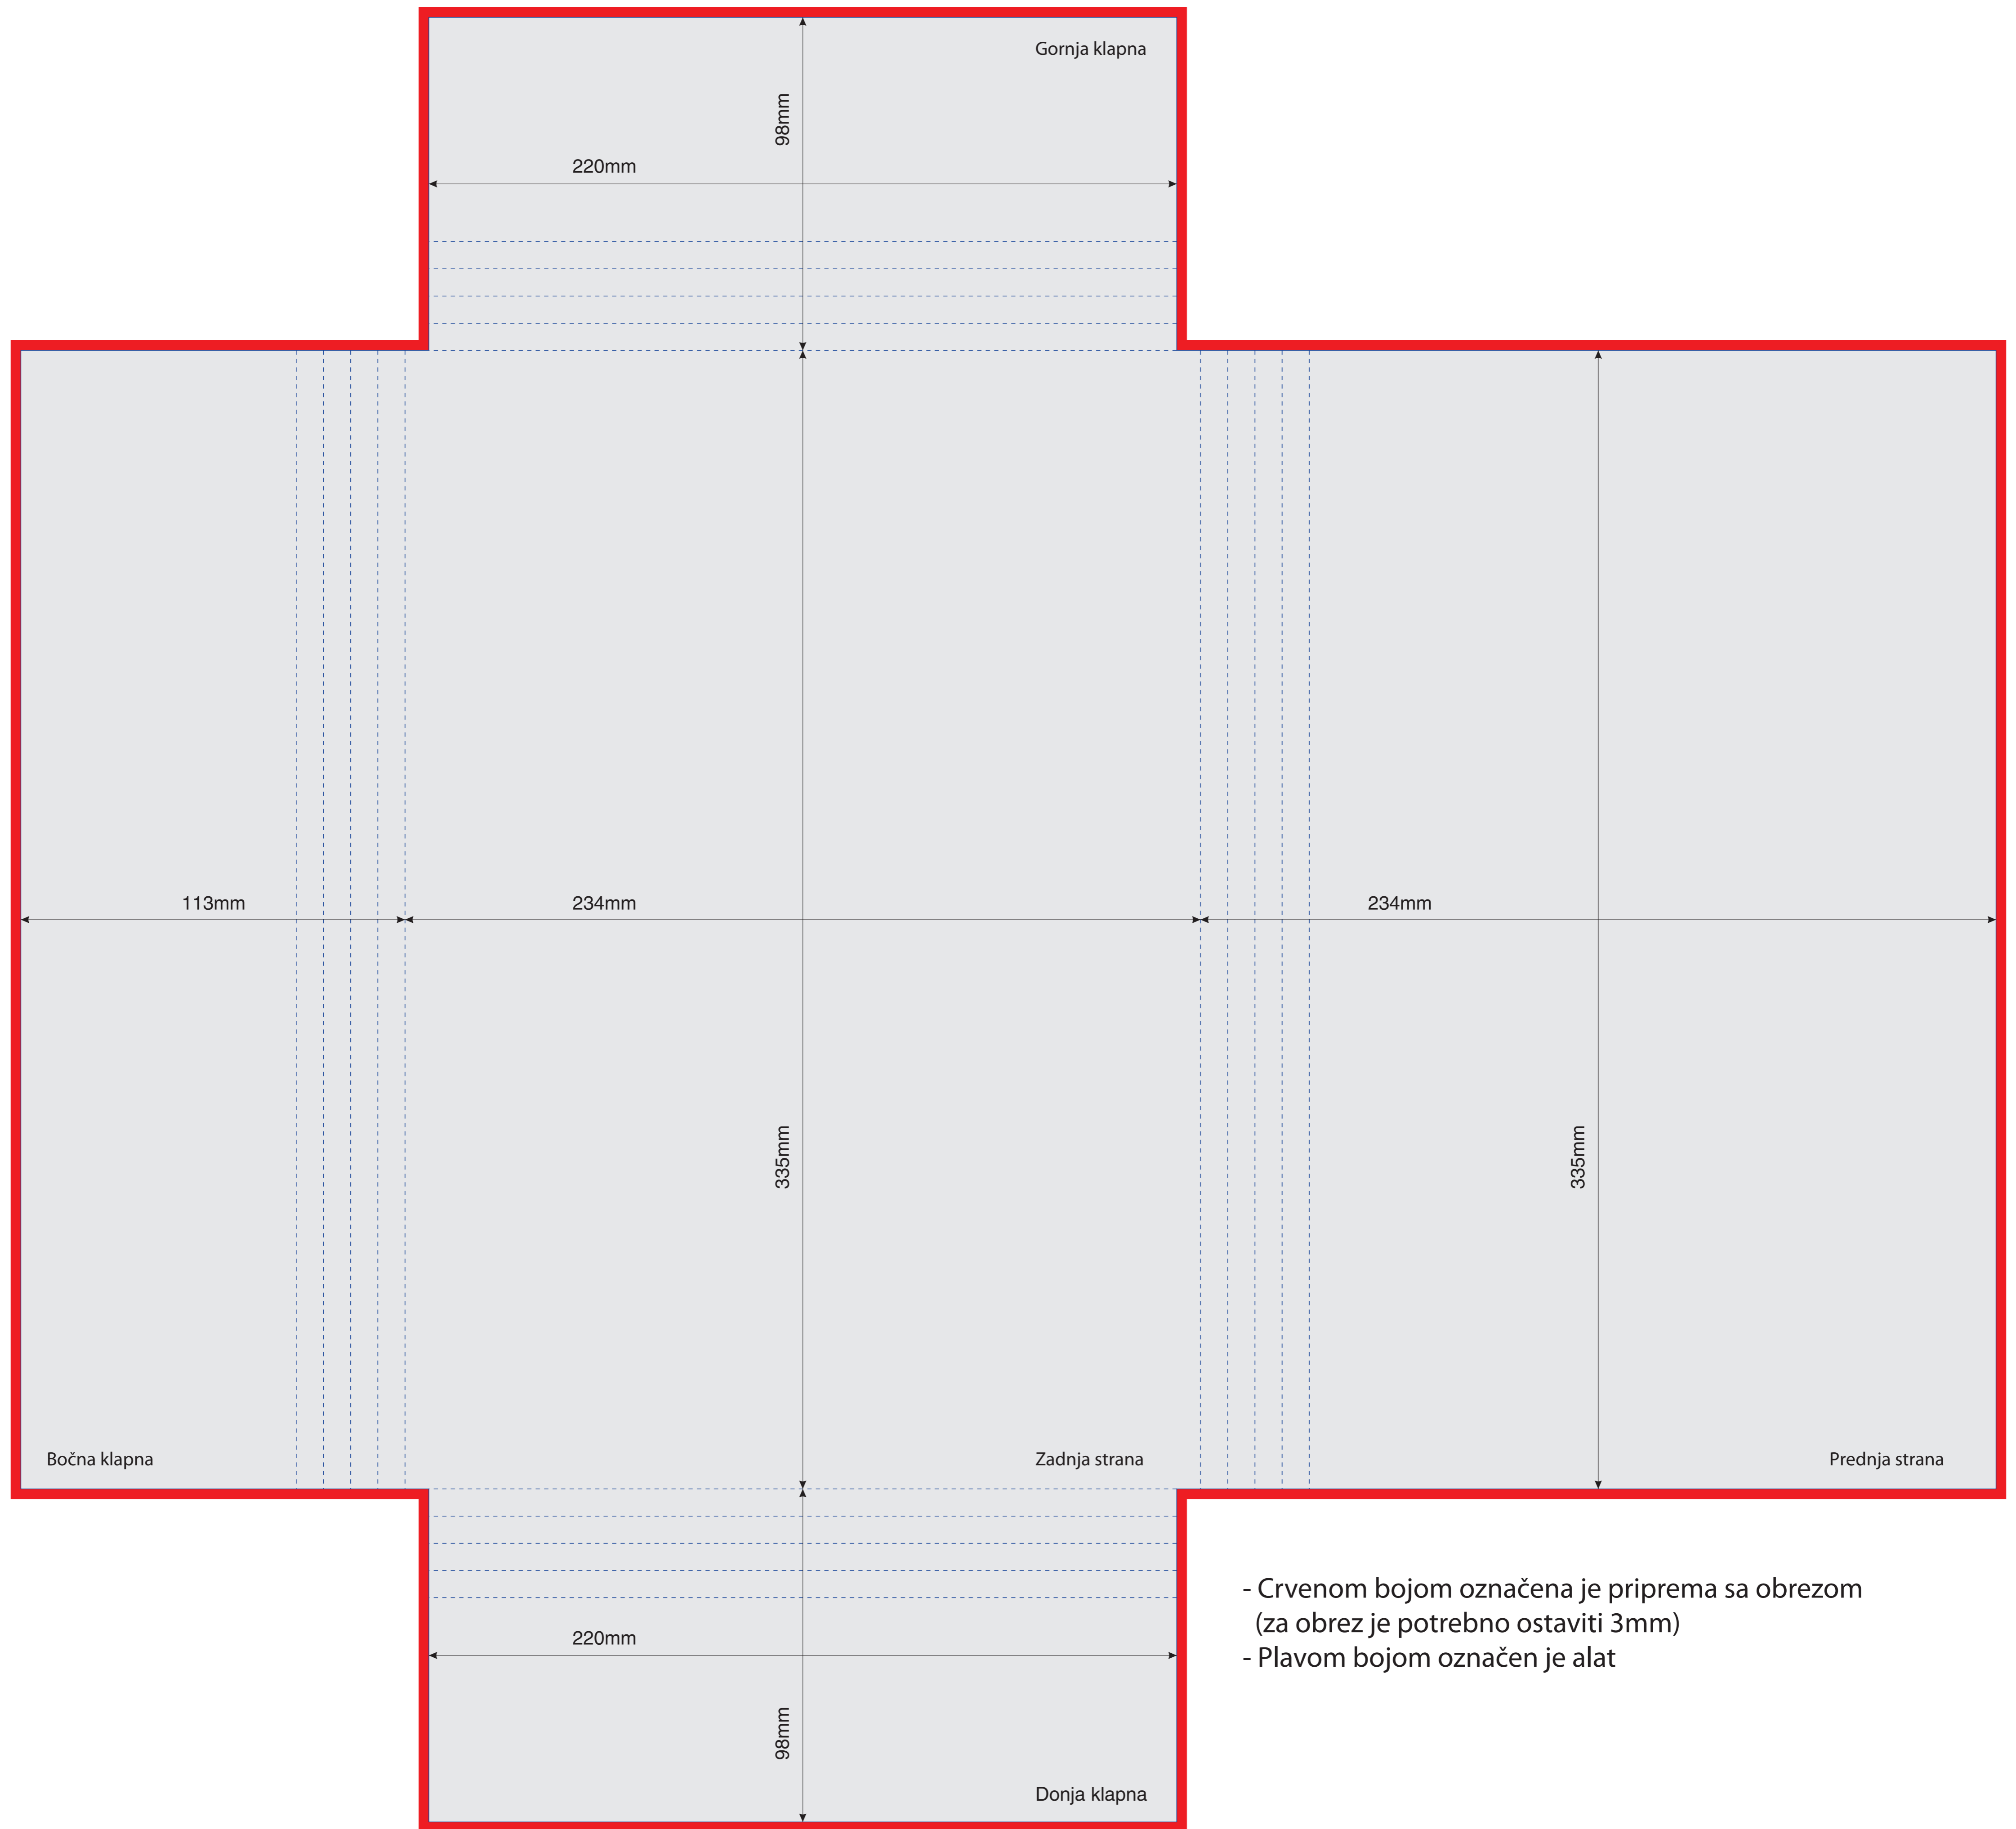 Gornja klapna
98mm
220mm
113mm
234mm
234mm
335mm
335mm
Bočna klapna
Zadnja strana
Prednja strana
220mm
98mm
Donja klapna
- Crvenom bojom označena je priprema sa obrezom
(za obrez je potrebno ostaviti 3mm)
- Plavom bojom označen je alat